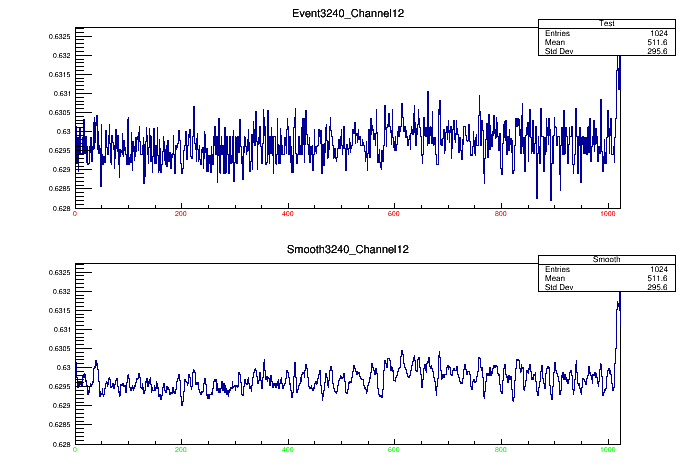 Event3240_Channel12
Test
Entries 1024
Mean 511.6
Std Dev 295.6
0.6325
0.632
0.6315
0.631
0.6305
0.63
0.6295
0.629
0.6285
0.628
0 200 400 600 800 1000
Smooth3240_Channel12
Smooth
Entries 1024
Mean 511.6
Std Dev 295.6
0.6325
0.632
0.6315
0.631
0.6305
0.63
0.6295
0.629
0.6285
0.628
0 200 400 600 800 1000